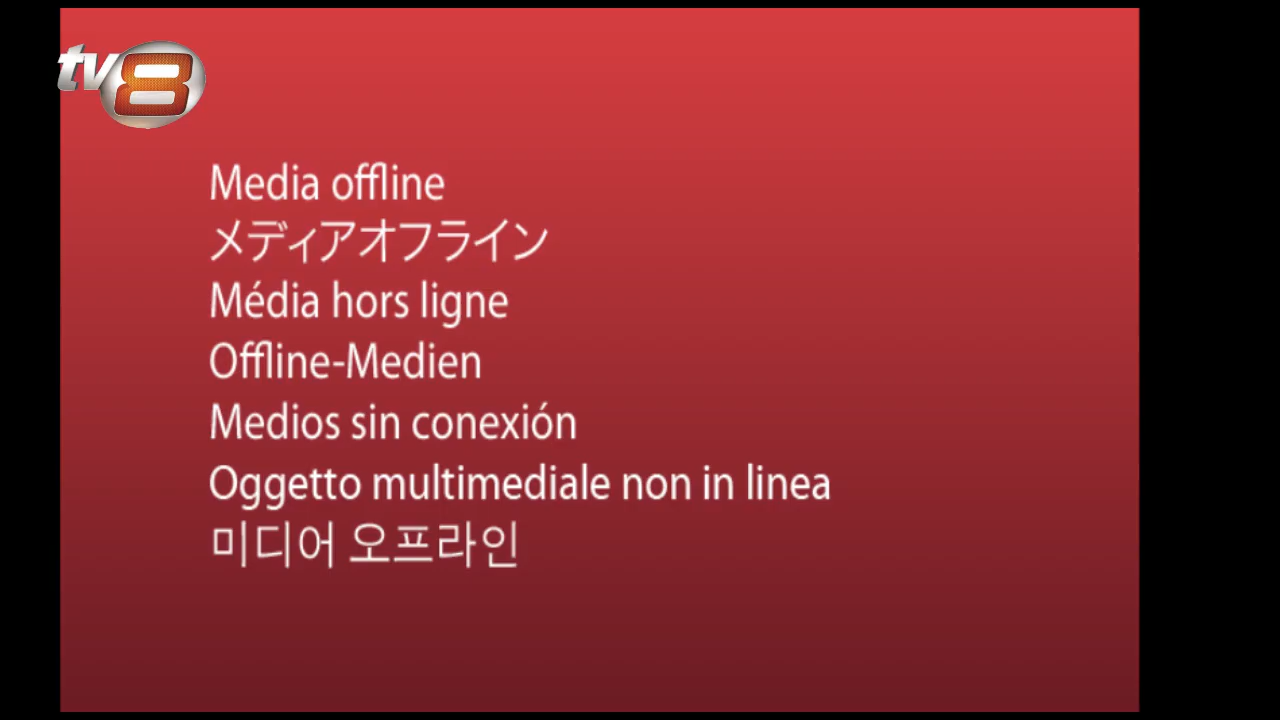 tv8
Media offline
メディアオフライン
Média hors ligne
Offline-Medien
Medios sin conexión
Oggetto multimediale non in linea
미디어 오프라인